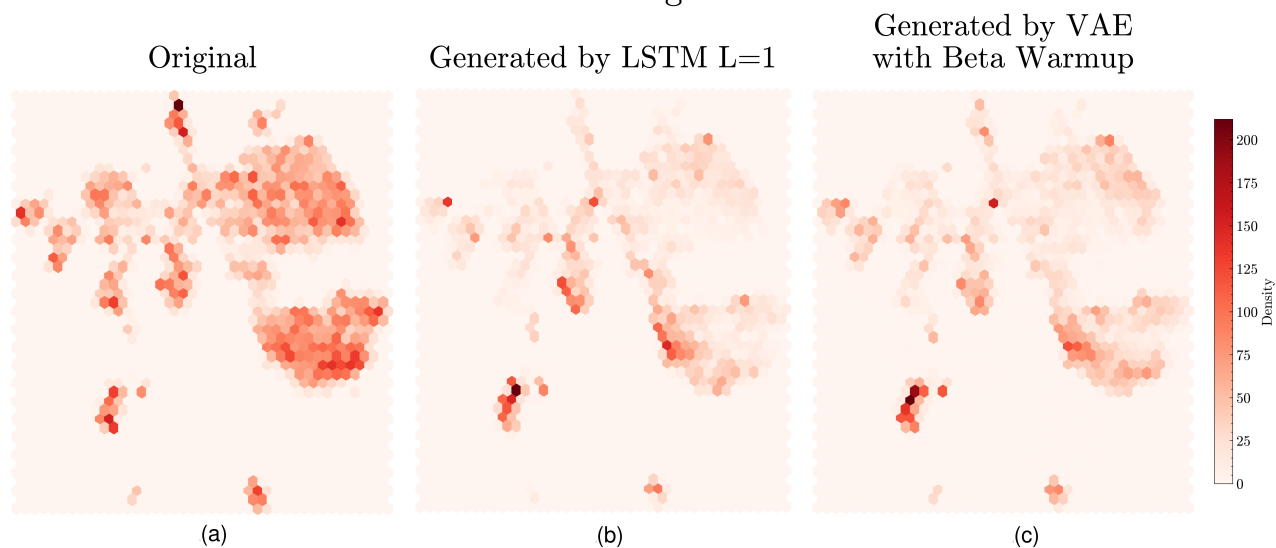 Original
Generated by LSTM L=1
Generated by VAE
with Beta Warmup
200
175
150
125
100
75
50
25
0
Density
(a)
(b)
(c)